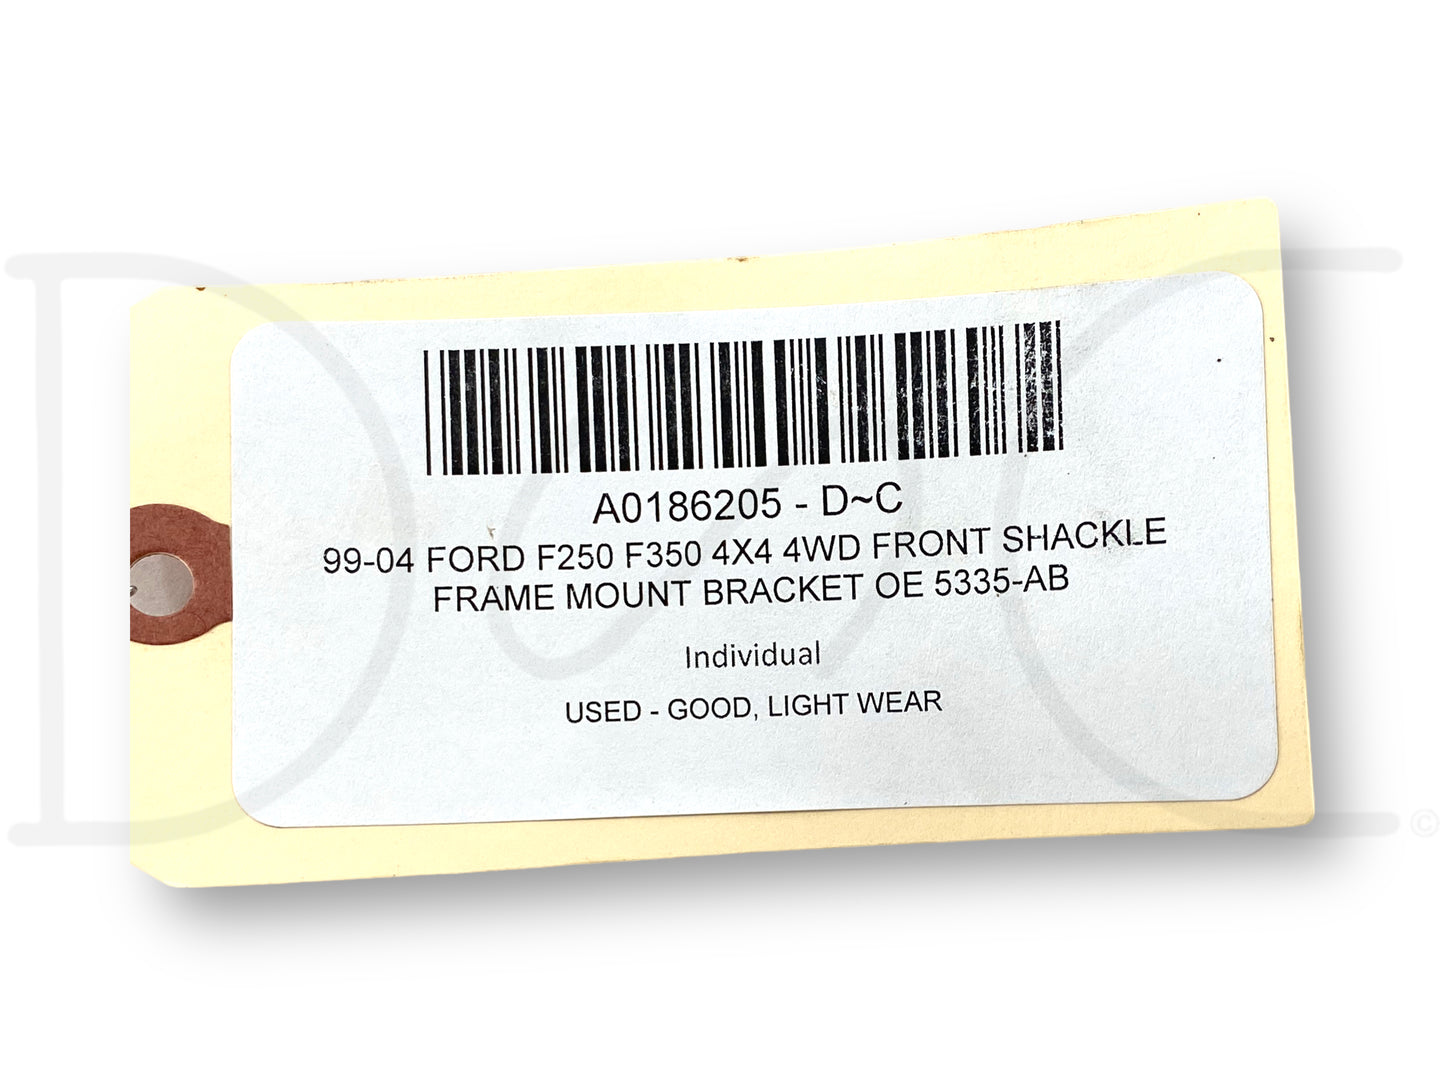 A0186205 - D~C
99-04 FORD F250 F350 4X4 4WD FRONT SHACKLE
FRAME MOUNT BRACKET OE 5335-AB
Individual
USED - GOOD, LIGHT WEAR
D~C
©